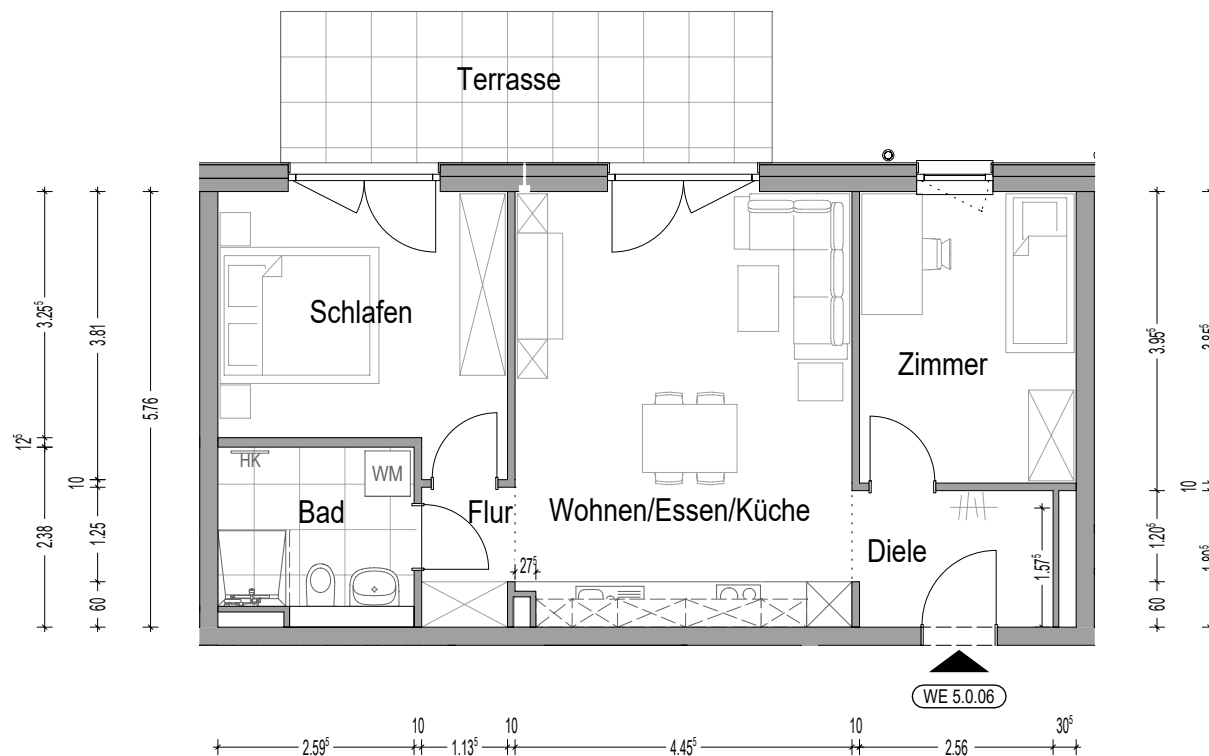 Terrasse
Schlafen
Zimmer
HK
WM
Bad
Flur
Wohnen/Essen/Küche
Diele
27⁵
1.57⁵
WE 5.0.06
3.25⁵
12⁵
2.38
3.81
10
1.25
60
5.76
3.95⁵
10
1.20⁵
60
10
10
10
30⁵
2.59⁵
1.13⁵
4.45⁵
2.56